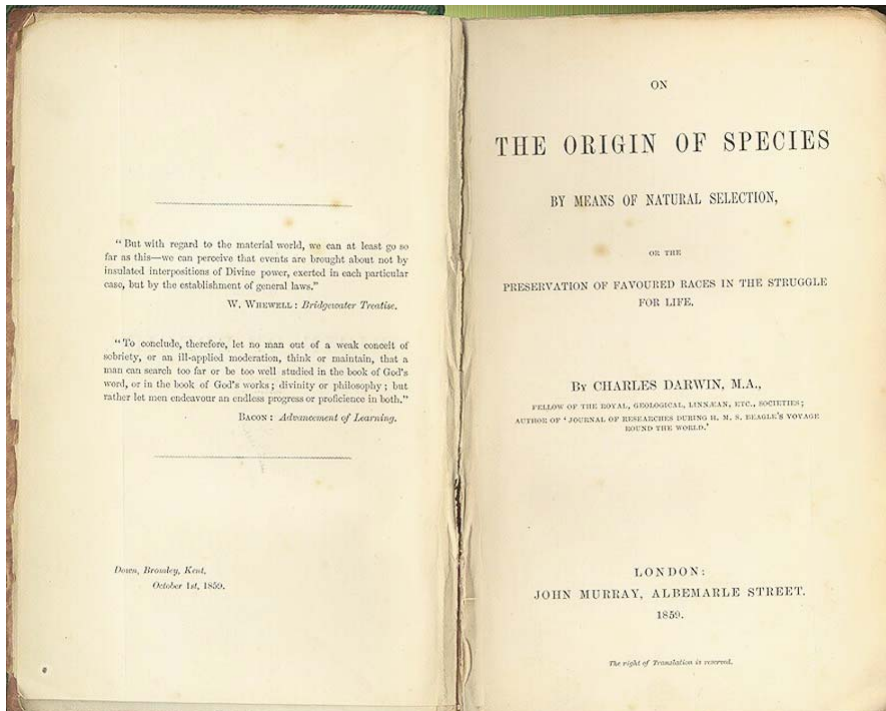 “But with regard to the material world, we can at least go so
far as this—we can perceive that events are brought about not by
insulated interpositions of Divine power, exerted in each particular
case, but by the establishment of general laws.”
W. WHEWELL: Bridgewater Treatise.
“To conclude, therefore, let no man out of a weak conceit of
sobriety, or an ill-applied moderation, think or maintain, that a
man can search too far or be too well studied in the book of God's
word, or in the book of God's works; divinity or philosophy; but
rather let men endeavour an endless progress or proficience in both.”
BACON: Advancement of Learning.
Down, Bromley, Kent,
October 1st, 1859.
ON
THE ORIGIN OF SPECIES
BY MEANS OF NATURAL SELECTION,
OR THE
PRESERVATION OF FAVOURED RACES IN THE STRUGGLE
FOR LIFE.
BY CHARLES DARWIN, M.A.,
FELLOW OF THE ROYAL, GEOLOGICAL, LINNÆAN, ETC., SOCIETIES;
AUTHOR OF ‘JOURNAL OF RESEARCHES DURING H. M. S. BEAGLE'S VOYAGE
ROUND THE WORLD.’
LONDON:
JOHN MURRAY, ALBEMARLE STREET.
1859.
The right of Translation is reserved.